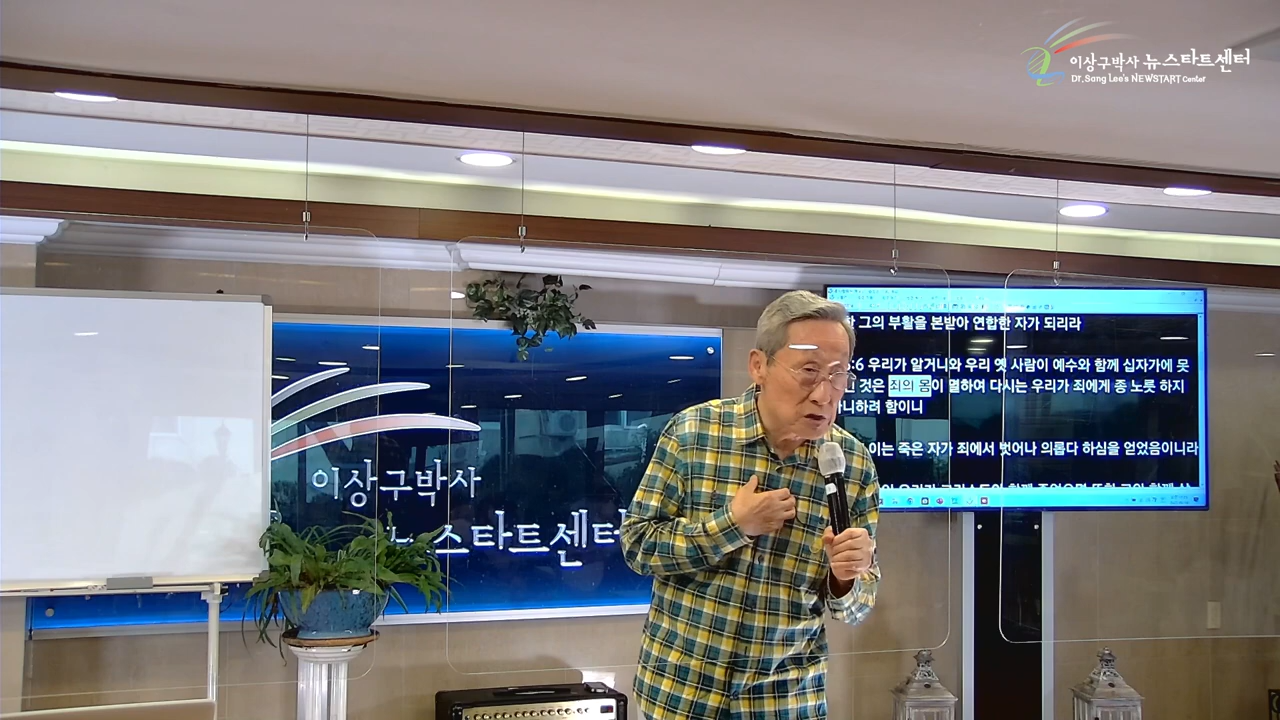 이상구박사 뉴스타트센터
Dr. Sang Lee's NEWSTART Center
그의 부활을 본받아 연합한 자가 되리라
:6 우리가 알거니와 우리 옛 사람이 예수와 함께 십자가에 못
것은 죄의 몸이 멸하여 다시는 우리가 죄에게 종 노릇 하지
아니하려 함이니
이는 죽은 자가 죄에서 벗어나 의롭다 하심을 얻었음이니라
이상구박사
뉴스타트센터